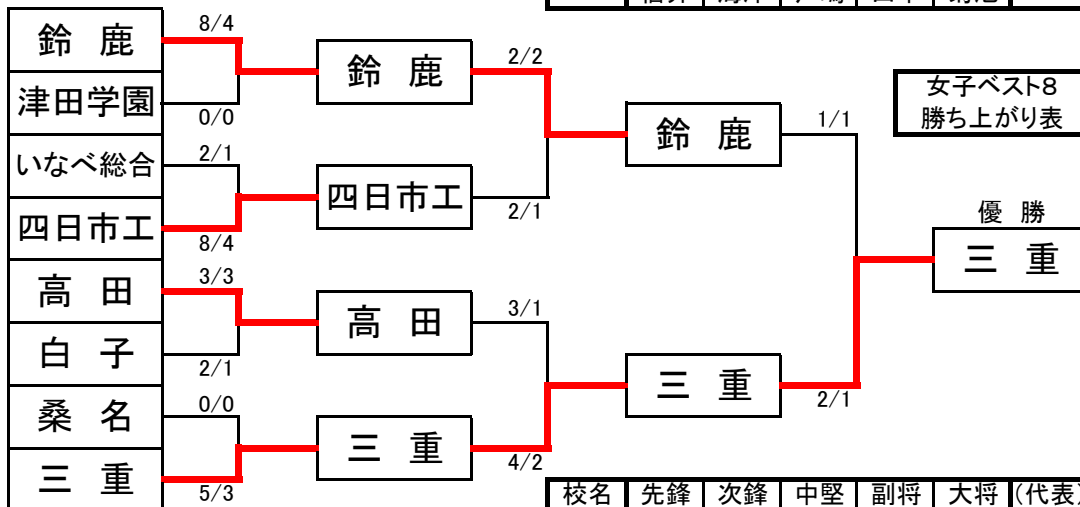 鈴 鹿
津田学園
いなべ総合
四日市工
高 田
白 子
桑 名
三 重
8/4
0/0
2/1
8/4
3/3
2/1
0/0
5/3
鈴 鹿
四日市工
高 田
三 重
2/2
2/1
3/1
4/2
鈴 鹿
三 重
1/1
2/1
女子ベスト8
勝ち上がり表
優 勝
三 重
校名 先鋒 次鋒 中堅 副将 大将 (代表)